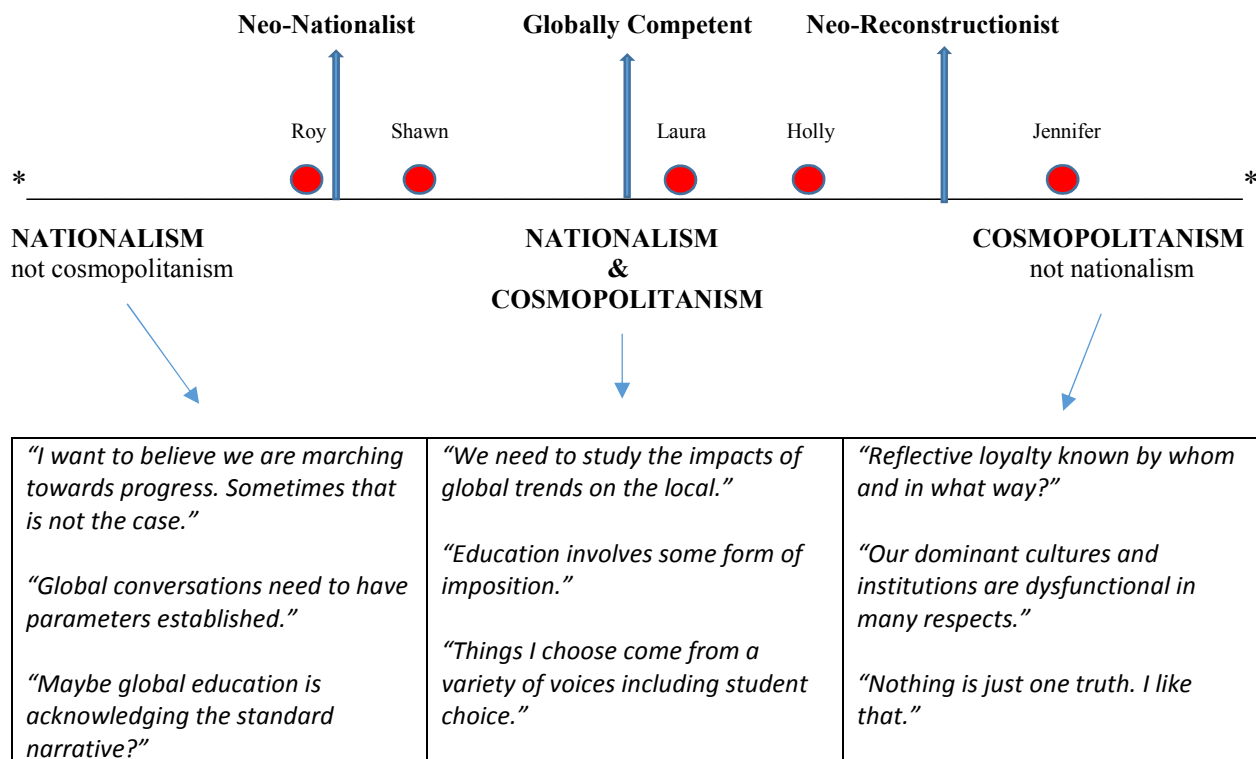 Neo-Nationalist Globally Competent Neo-Reconstructionist
Roy Shawn Laura Holly Jennifer
* *
NATIONALISM
not cosmopolitanism
NATIONALISM
&
COSMOPOLITANISM
COSMOPOLITANISM
not nationalism
“I want to believe we are marching
towards progress. Sometimes that
is not the case.”
“Global conversations need to have
parameters established.”
“Maybe global education is
acknowledging the standard
narrative?”
“We need to study the impacts of
global trends on the local.”
“Education involves some form of
imposition.”
“Things I choose come from a
variety of voices including student
choice.”
“Reflective loyalty known by whom
and in what way?”
“Our dominant cultures and
institutions are dysfunctional in
many respects.”
“Nothing is just one truth. I like
that.”